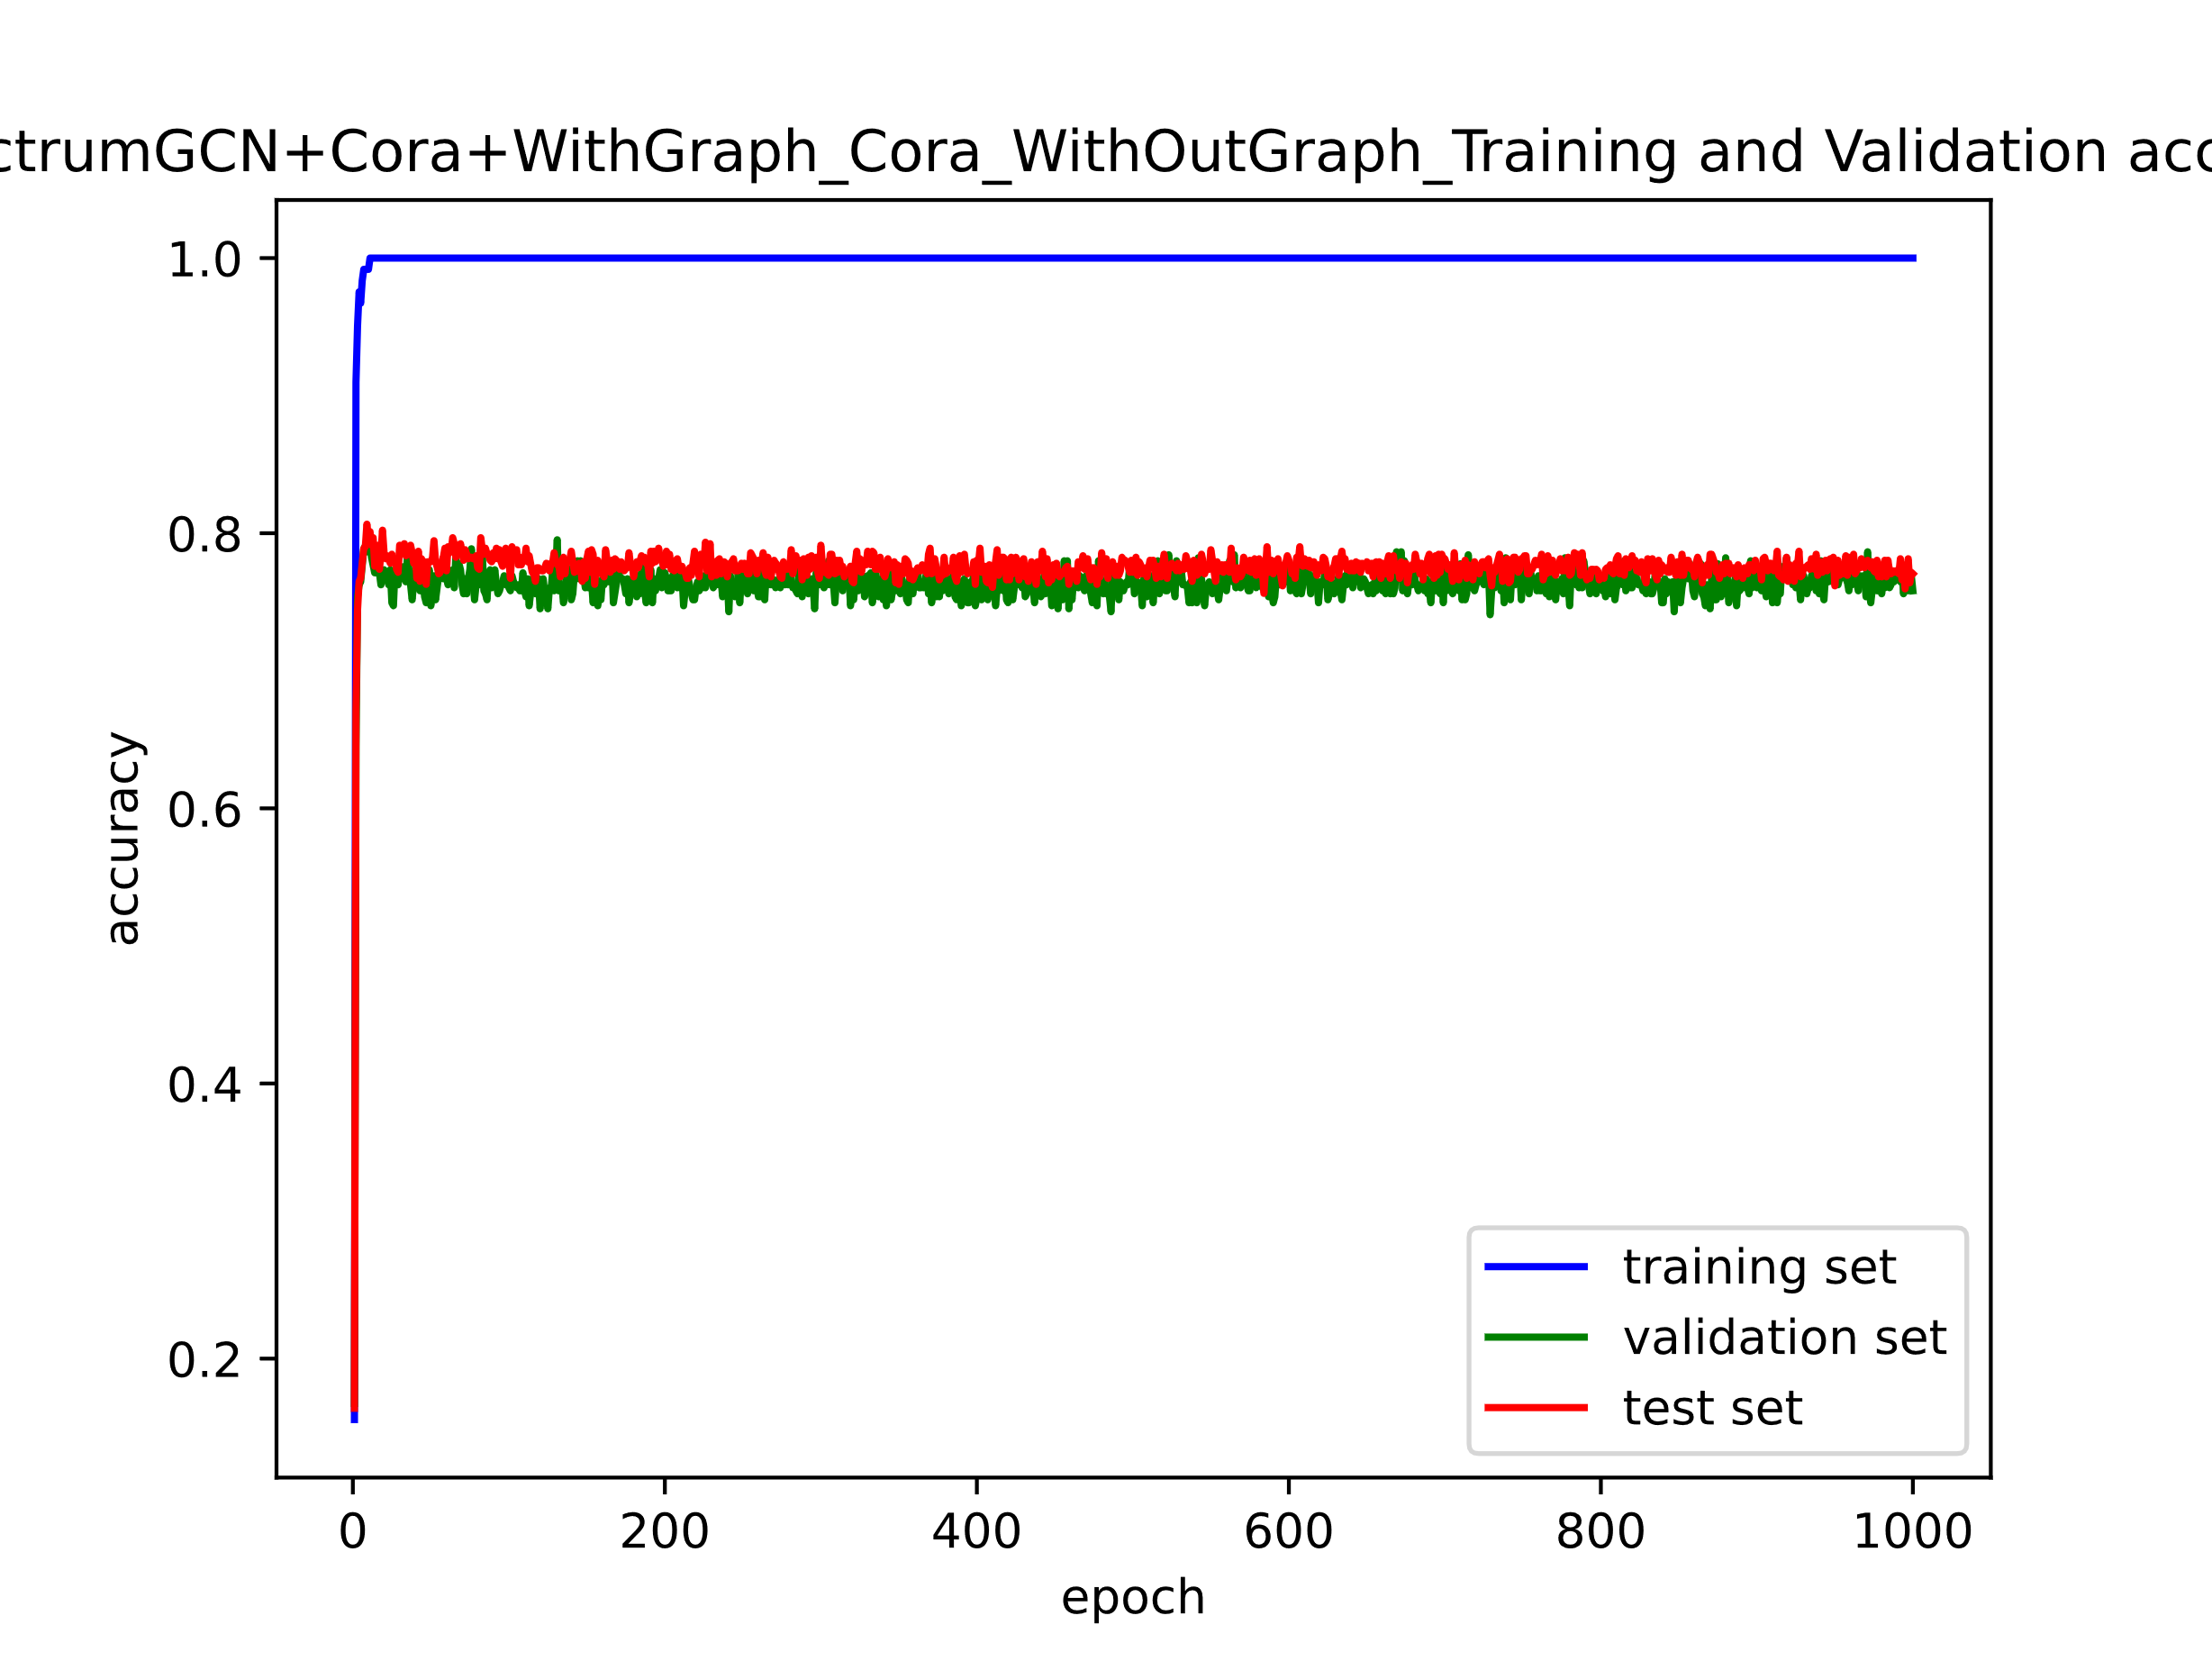 ctrumGCN+Cora+WithGraph_Cora_WithOutGraph_Training and Validation acc
1.0
0.8
0.6
0.4
0.2
accuracy
training set
validation set
test set
0 200 400 600 800 1000
epoch